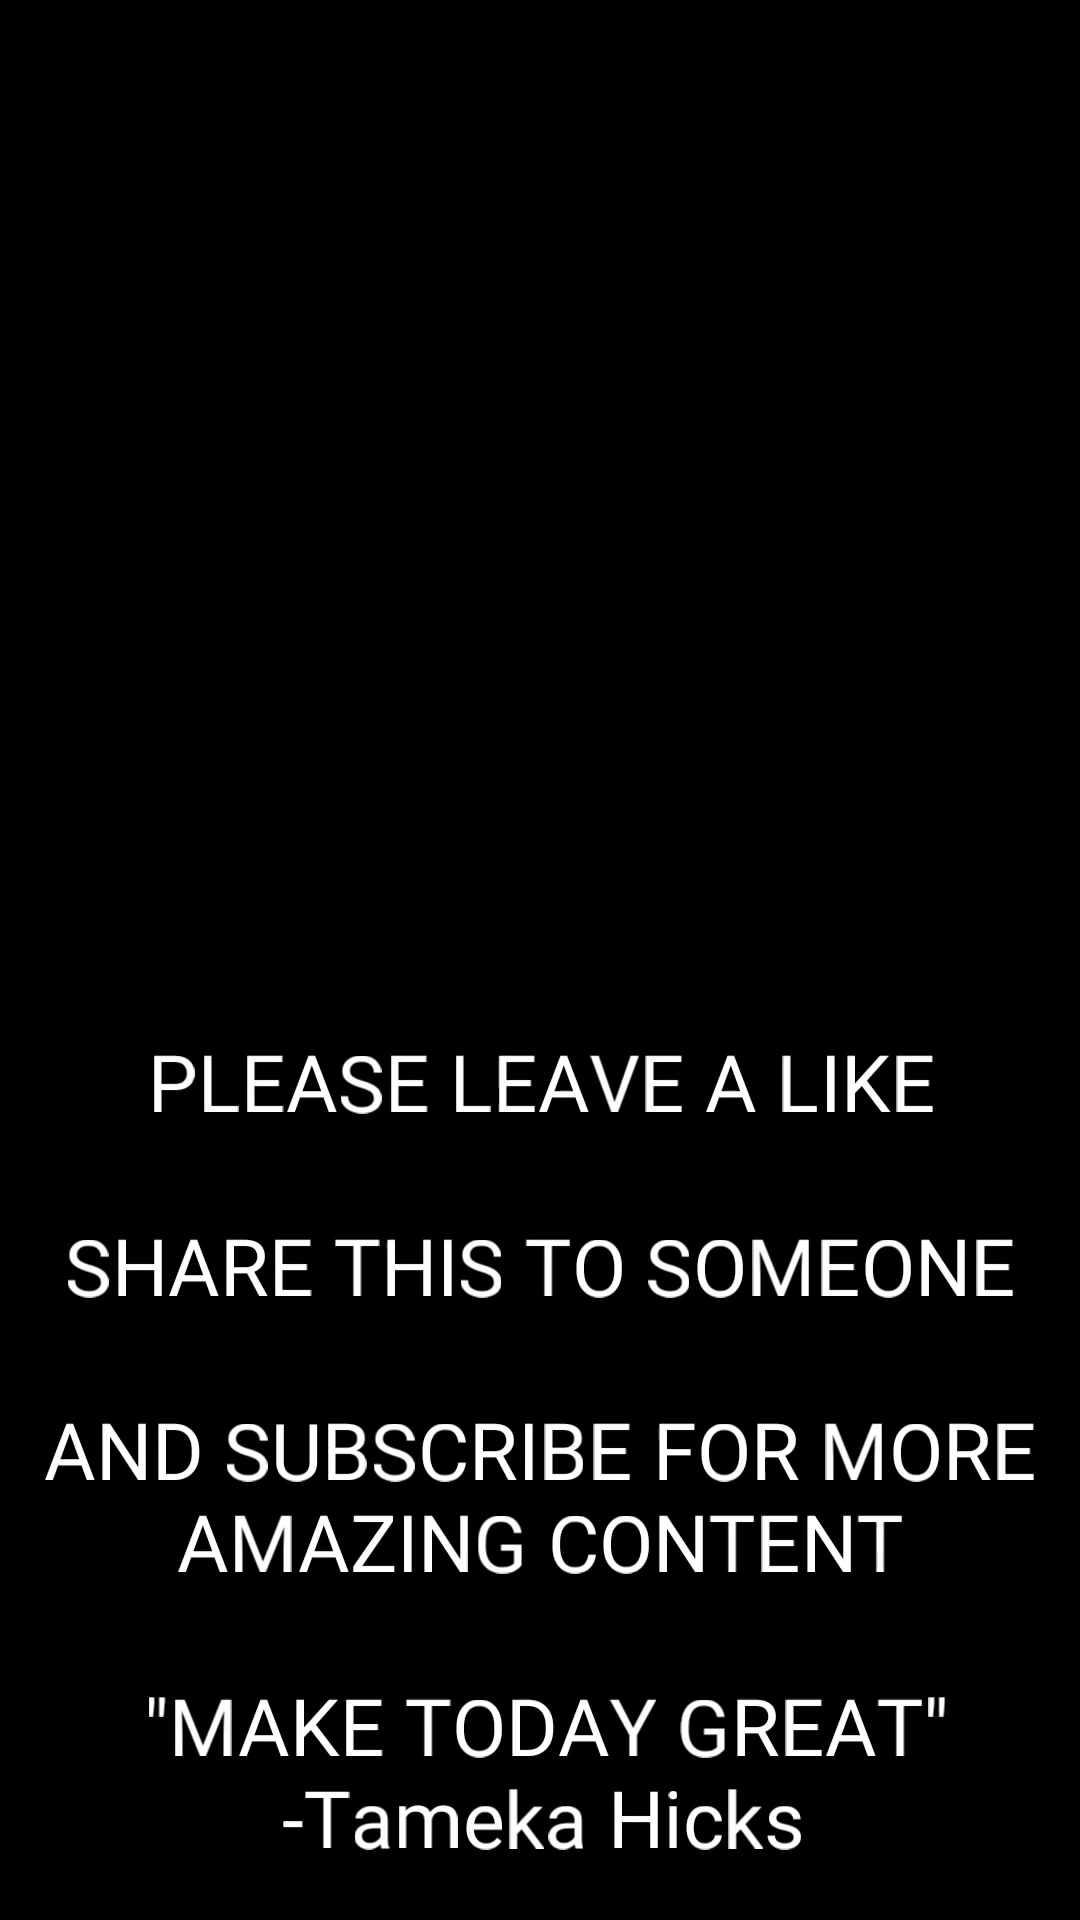 PLEASE LEAVE A LIKE
SHARE THIS TO SOMEONE
AND SUBSCRIBE FOR MORE
AMAZING CONTENT
"MAKE TODAY GREAT"
-Tameka Hicks